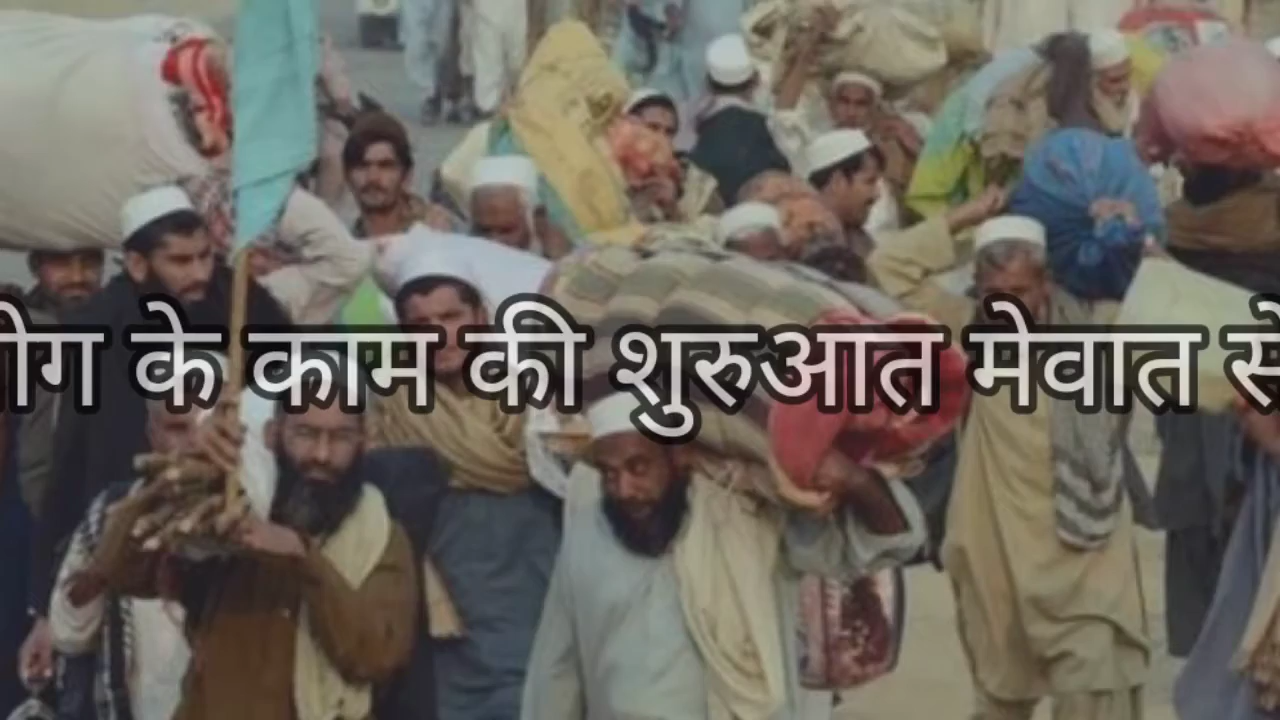 के काम की शुरुआत मेवात से